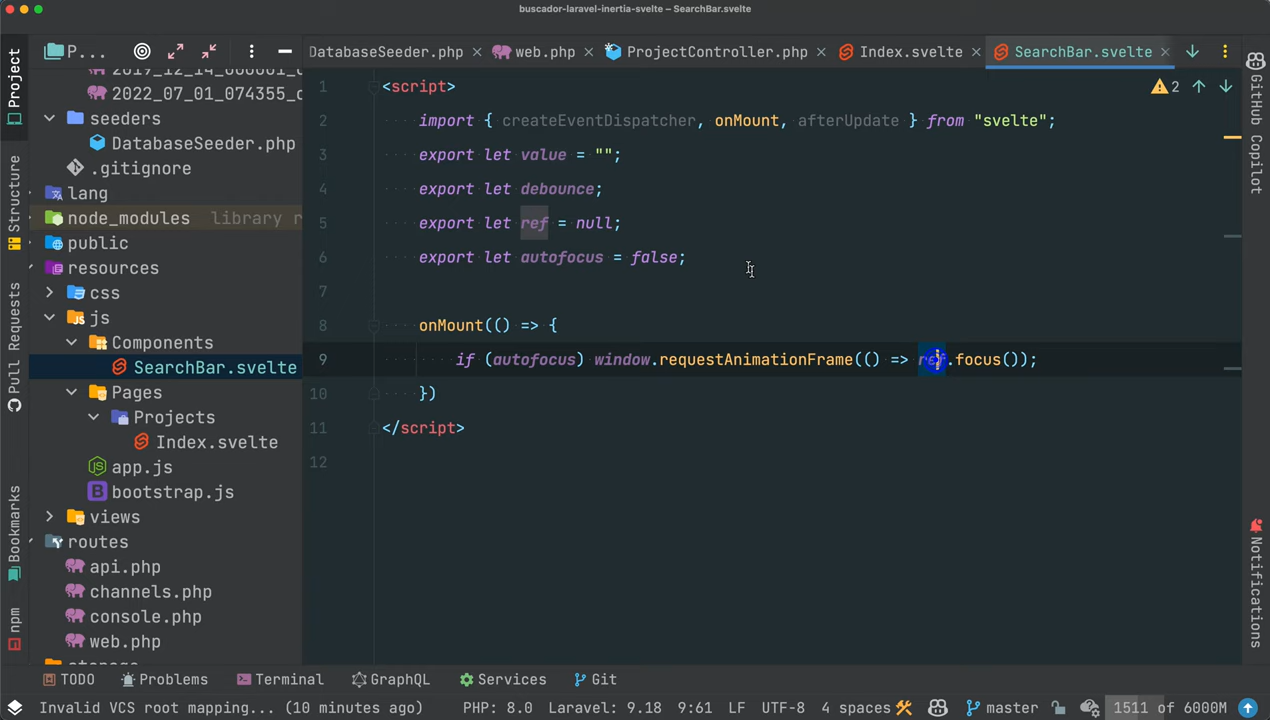 buscador-laravel-inertia-svelte – SearchBar.svelte
Project
Structure
Pull Requests
Bookmarks
npm
P...
DatabaseSeeder.php
web.php
ProjectController.php
Index.svelte
SearchBar.svelte
2022_07_01_074355_c
seeders
DatabaseSeeder.php
.gitignore
lang
node_modules library r
public
resources
css
js
Components
SearchBar.svelte
Pages
Projects
Index.svelte
app.js
bootstrap.js
views
routes
api.php
channels.php
console.php
web.php
1 <script>
2 import { createEventDispatcher, onMount, afterUpdate } from "svelte";
3 export let value = "";
4 export let debounce;
5 export let ref = null;
6 export let autofocus = false;
7
8 onMount(() => {
9 if (autofocus) window.requestAnimationFrame(() => ref.focus());
10 })
11 </script>
12
2
GitHub Copilot
Notifications
TODO Problems Terminal GraphQL Services Git
Invalid VCS root mapping... (10 minutes ago) PHP: 8.0 Laravel: 9.18 9:61 LF UTF-8 4 spaces master 1511 of 6000M